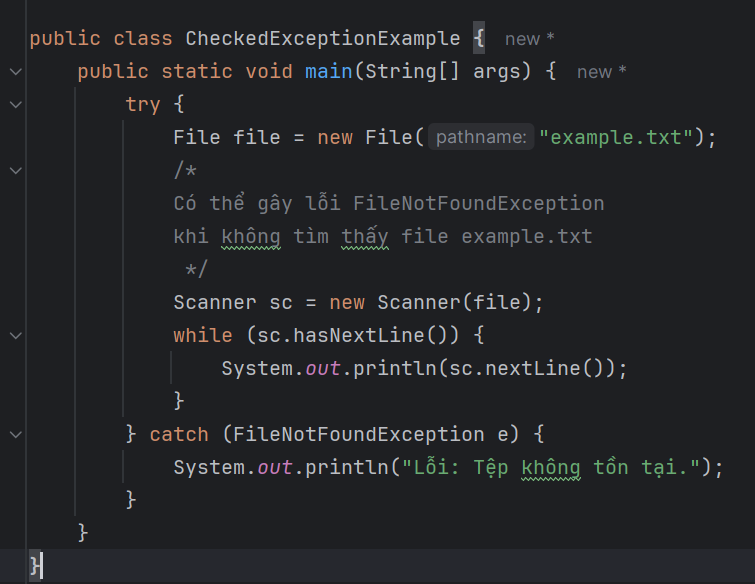 public class CheckedExceptionExample { new *
public static void main(String[] args) { new *
try {
File file = new File( pathname: "example.txt");
/*
Có thể gây lỗi FileNotFoundException
khi không tìm thấy file example.txt
*/
Scanner sc = new Scanner(file);
while (sc.hasNextLine()) {
System.out.println(sc.nextLine());
}
} catch (FileNotFoundException e) {
System.out.println("Lỗi: Tệp không tồn tại.");
}
}
}